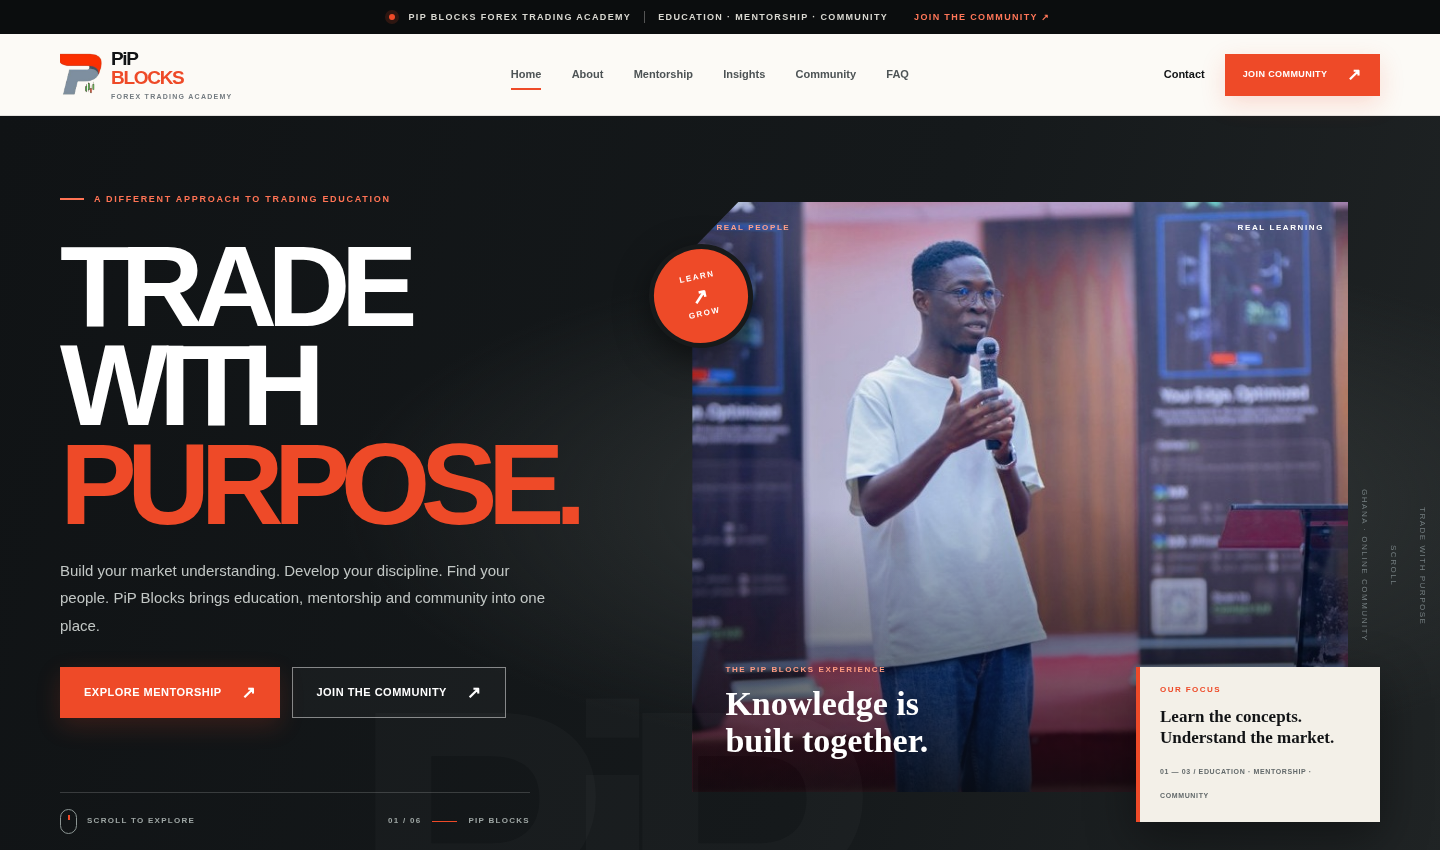 PIP BLOCKS FOREX TRADING ACADEMY
EDUCATION · MENTORSHIP · COMMUNITY
JOIN THE COMMUNITY ↗
PiP
BLOCKS
FOREX TRADING ACADEMY
Home
About
Mentorship
Insights
Community
FAQ
Contact
JOIN COMMUNITY ↗
A DIFFERENT APPROACH TO TRADING EDUCATION
TRADE
WITH
PURPOSE.
Build your market understanding. Develop your discipline. Find your
people. PiP Blocks brings education, mentorship and community into one
place.
EXPLORE MENTORSHIP ↗
JOIN THE COMMUNITY ↗
SCROLL TO EXPLORE
01 / 06
PIP BLOCKS
PiP
REAL PEOPLE
REAL LEARNING
LEARN
↗
GROW
Your Edge. Optimized
THE PIP BLOCKS EXPERIENCE
Knowledge is
built together.
OUR FOCUS
Learn the concepts.
Understand the market.
01 — 03 / EDUCATION · MENTORSHIP ·
COMMUNITY
GHANA · ONLINE COMMUNITY
SCROLL
TRADE WITH PURPOSE